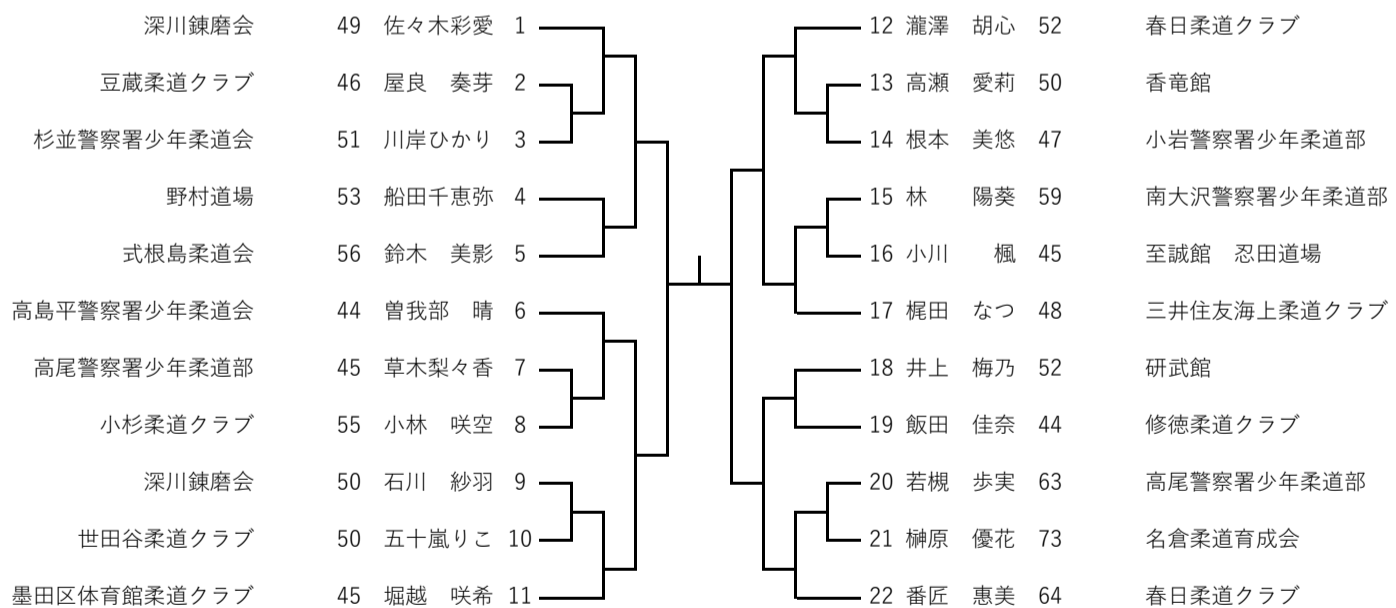 深川錬磨会 49 佐々木彩愛 1
豆蔵柔道クラブ 46 屋良　奏芽 2
杉並警察署少年柔道会 51 川岸ひかり 3
野村道場 53 船田千恵弥 4
式根島柔道会 56 鈴木　美影 5
高島平警察署少年柔道会 44 曽我部　晴 6
高尾警察署少年柔道部 45 草木梨々香 7
小杉柔道クラブ 55 小林　咲空 8
深川錬磨会 50 石川　紗羽 9
世田谷柔道クラブ 50 五十嵐りこ 10
墨田区体育館柔道クラブ 45 堀越　咲希 11
12 瀧澤　胡心 52 春日柔道クラブ
13 高瀬　愛莉 50 香竜館
14 根本　美悠 47 小岩警察署少年柔道部
15 林　　陽葵 59 南大沢警察署少年柔道部
16 小川　　楓 45 至誠館　忍田道場
17 梶田　なつ 48 三井住友海上柔道クラブ
18 井上　梅乃 52 研武館
19 飯田　佳奈 44 修徳柔道クラブ
20 若槻　歩実 63 高尾警察署少年柔道部
21 榊原　優花 73 名倉柔道育成会
22 番匠　惠美 64 春日柔道クラブ